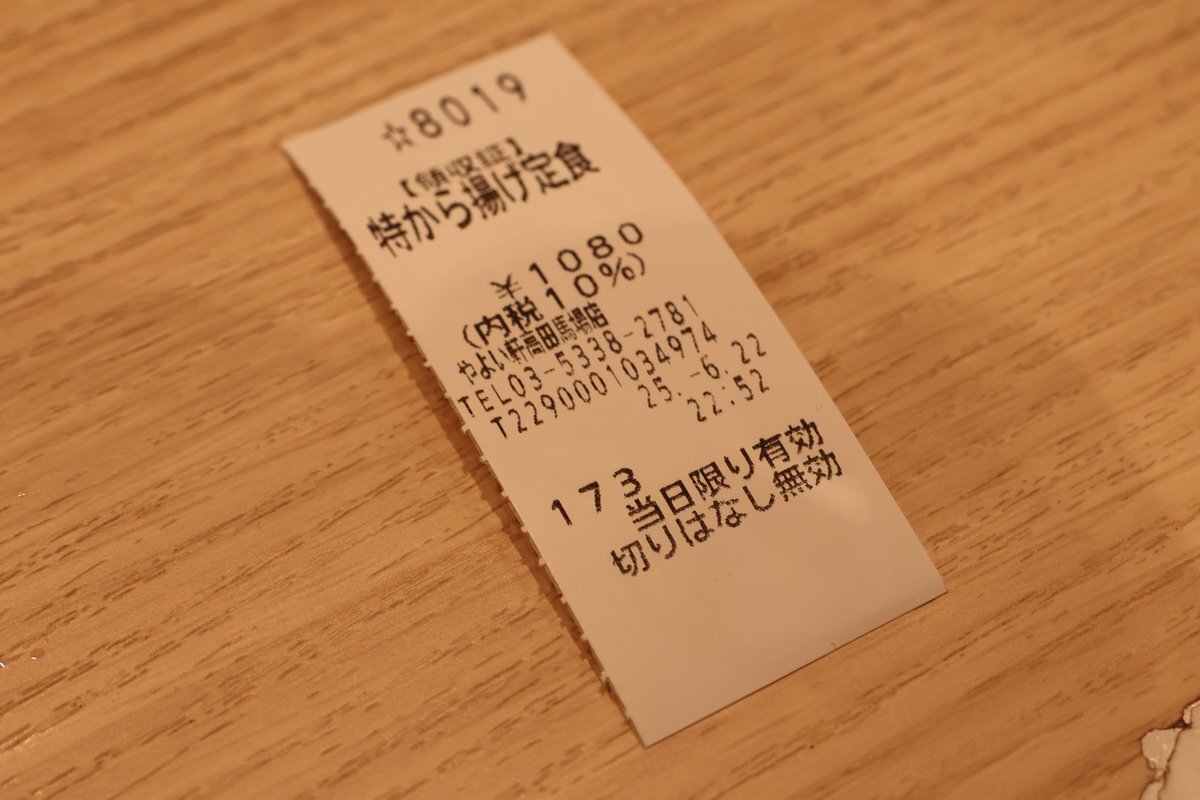 ☆8019
【領収証】
特から揚げ定食
￥1080
(内税10%)
やよい軒高田馬場店
TEL03-5338-2781
T2290001034974
25.-6.22
22:52
173
当日限り有効
切りはなし無効